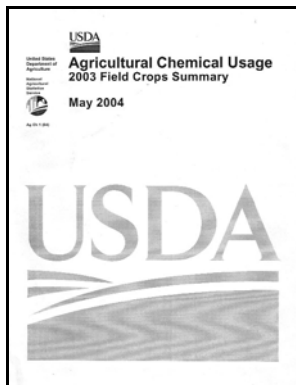 USDA
United States
Department of
Agriculture
National
Agricultural
Statistics
Service
Agricultural Chemical Usage
2003 Field Crops Summary
May 2004
USDA